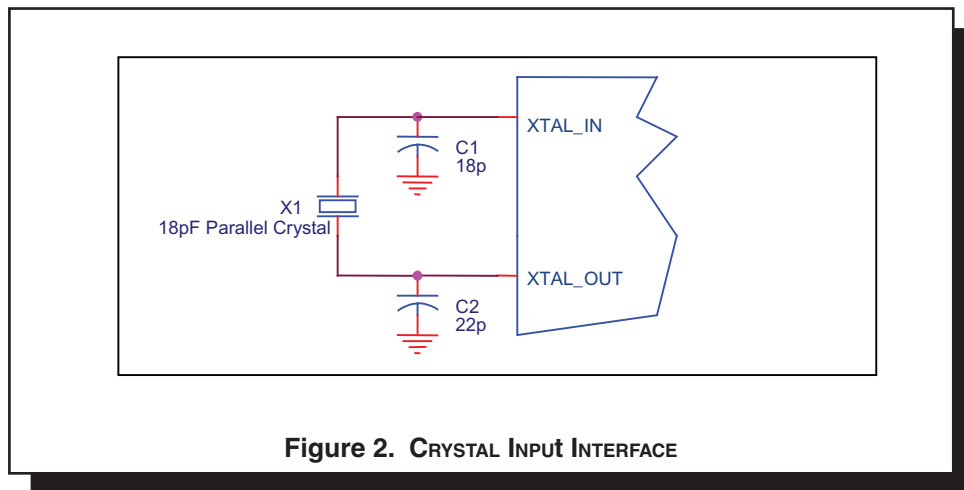 XTAL_IN
C1
18p
X1
18pF Parallel Crystal
XTAL_OUT
C2
22p
Figure 2. CRYSTAL INPUt INTERFACE